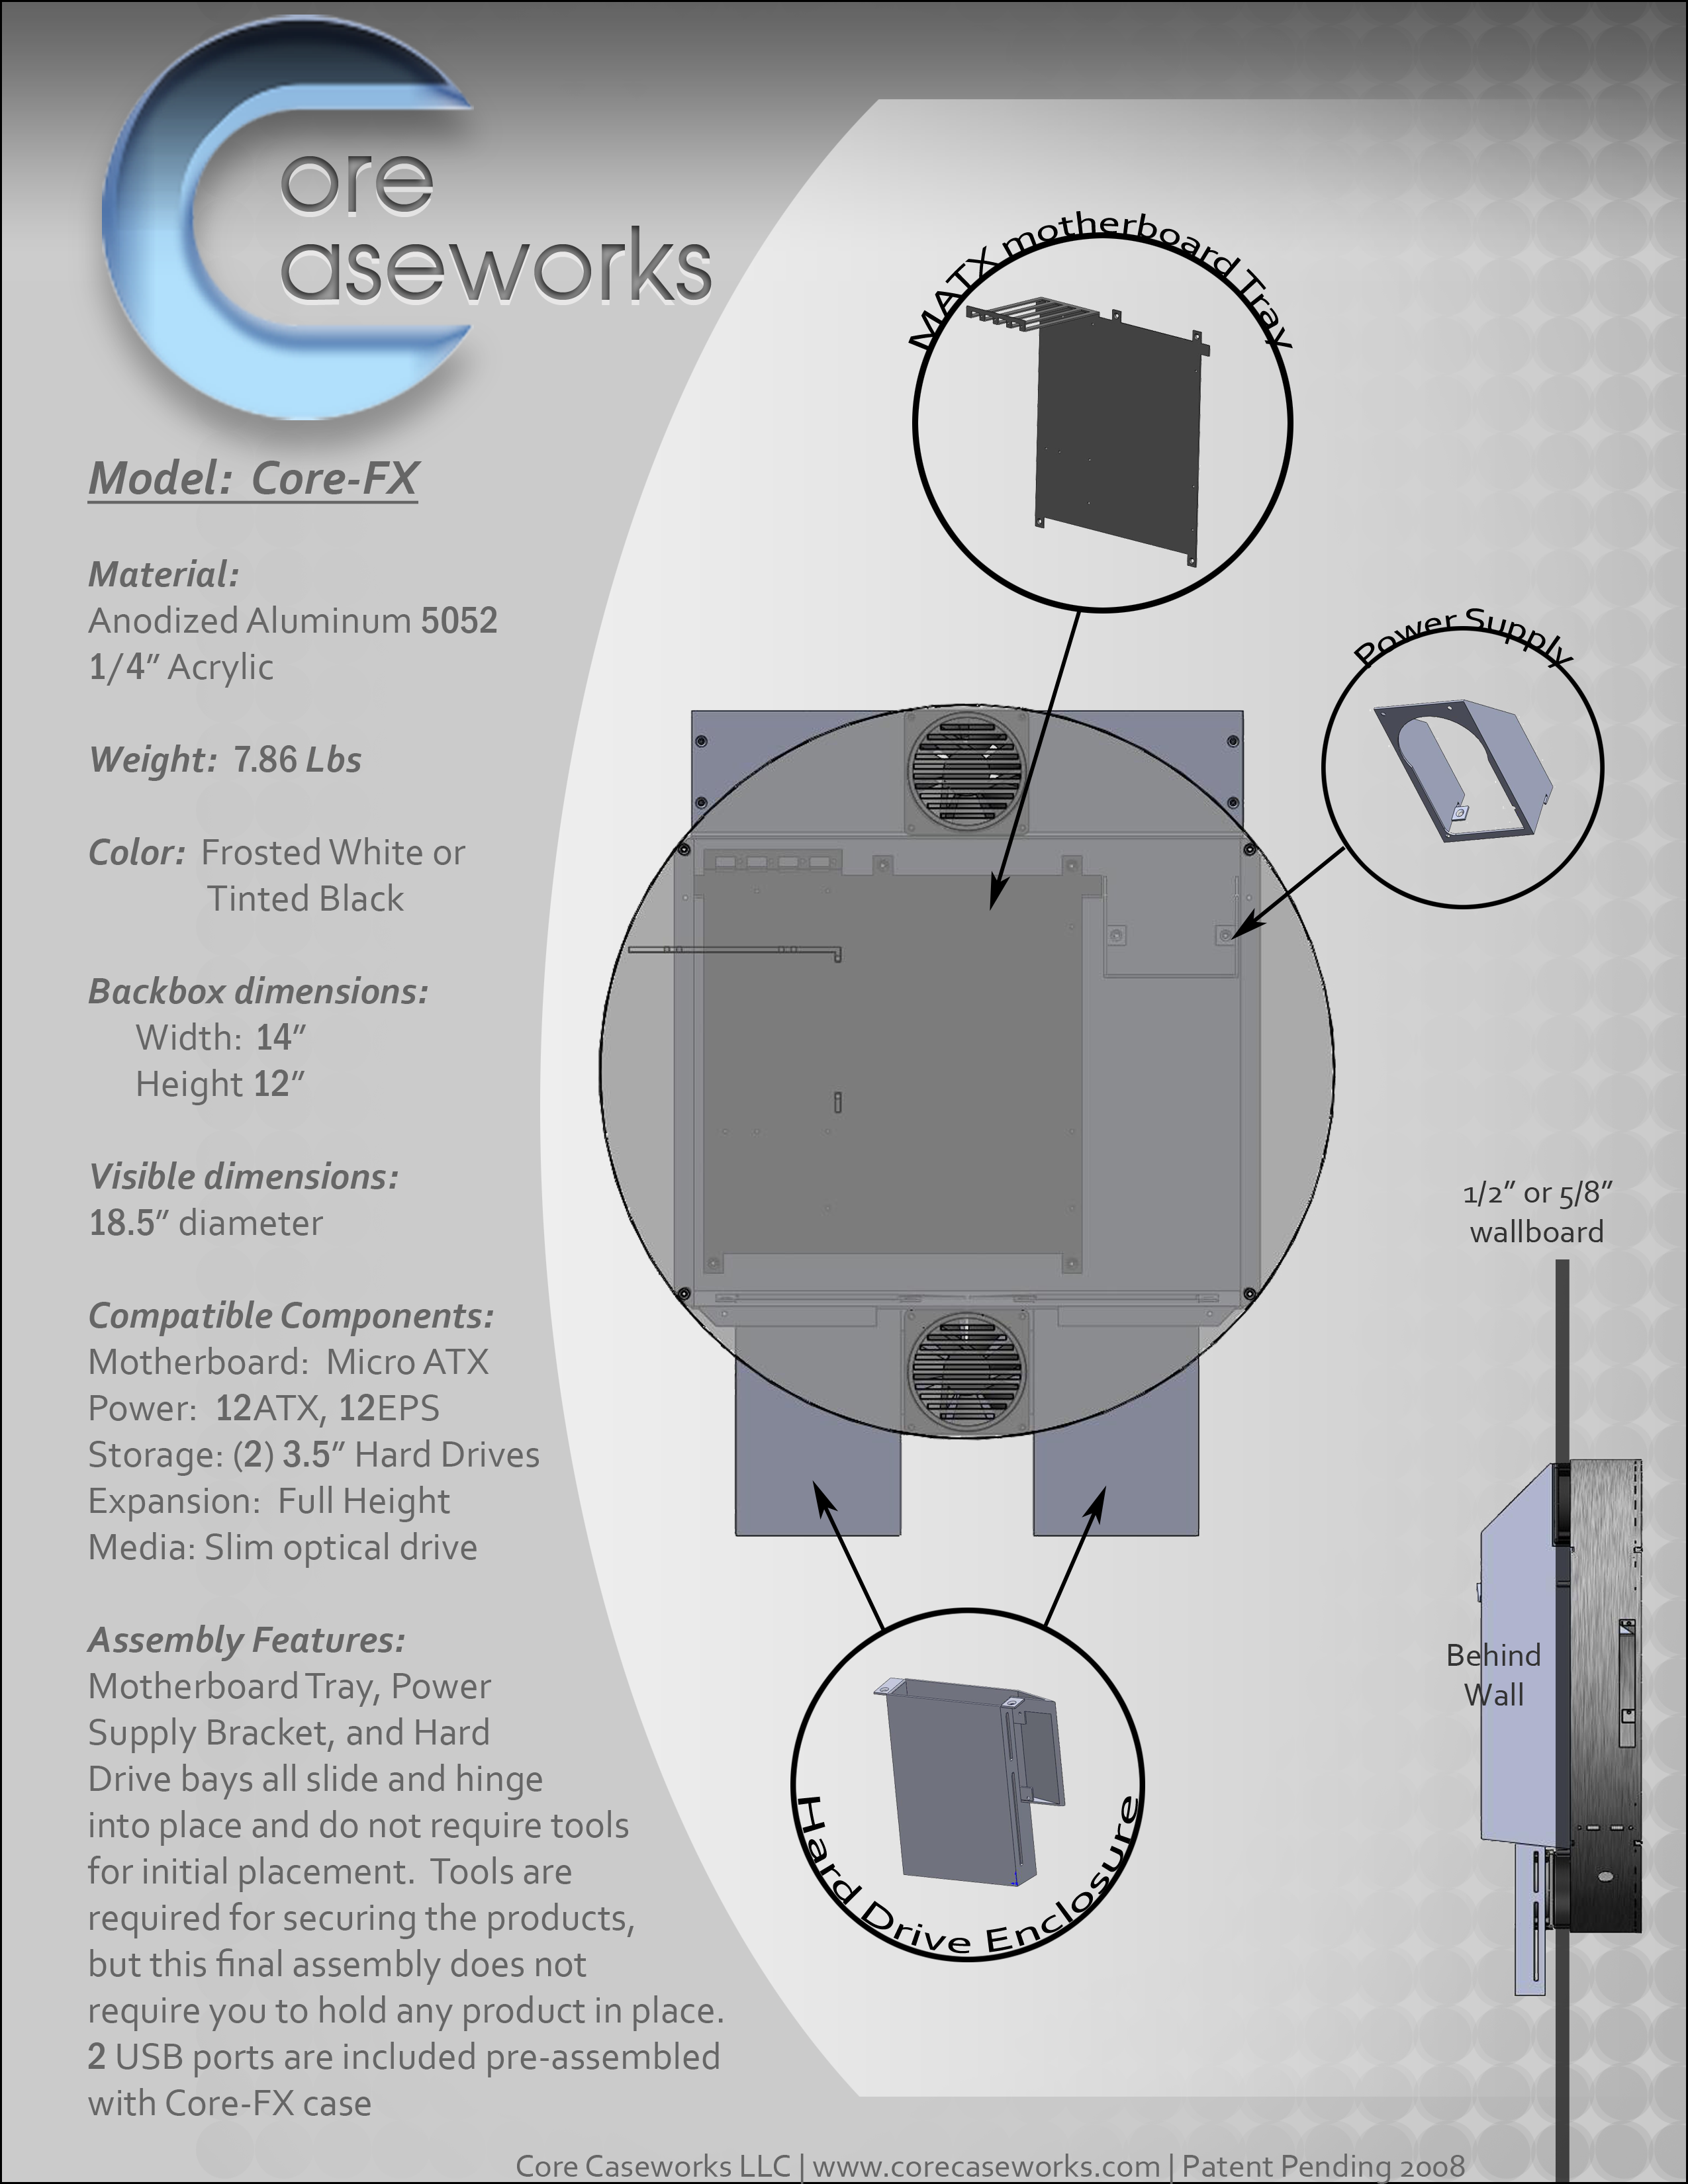 Core
Caseworks
Model: Core-FX
Material:
Anodized Aluminum 5052
1/4" Acrylic
Weight: 7.86 Lbs
Color: Frosted White or
Tinted Black
Backbox dimensions:
Width: 14"
Height 12"
Visible dimensions:
18.5" diameter
Compatible Components:
Motherboard: Micro ATX
Power: 12ATX, 12EPS
Storage: (2) 3.5" Hard Drives
Expansion: Full Height
Media: Slim optical drive
Assembly Features:
Motherboard Tray, Power
Supply Bracket, and Hard
Drive bays all slide and hinge
into place and do not require tools
for initial placement. Tools are
required for securing the products,
but this final assembly does not
require you to hold any product in place.
2 USB ports are included pre-assembled
with Core-FX case
MATX motherboard Tray
Power Supply
1/2" or 5/8"
wallboard
Behind
Wall
Hard Drive Enclosure
Core Caseworks LLC | www.corecaseworks.com | Patent Pending 2008